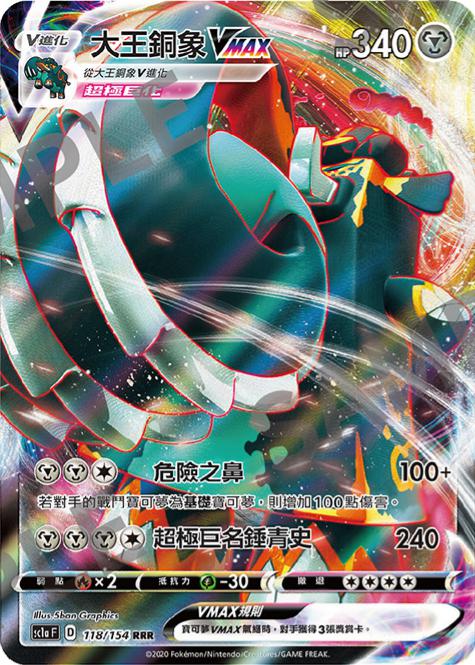 V進化
大王銅象VMAX
HP340
從大王銅象V進化
超極巨化
SAMPLE
危險之鼻 100+
若對手的戰鬥寶可夢為基礎寶可夢，則增加100點傷害。
超極巨名錘青史 240
弱點 ×2 抵抗力 -30 撤退
Illus. 5ban Graphics
VMAX規則
sc1a F D 118/154 RRR
寶可夢VMAX氣絕時，對手獲得3張獎賞卡。
©2020 Pokémon/Nintendo/Creatures/GAME FREAK.